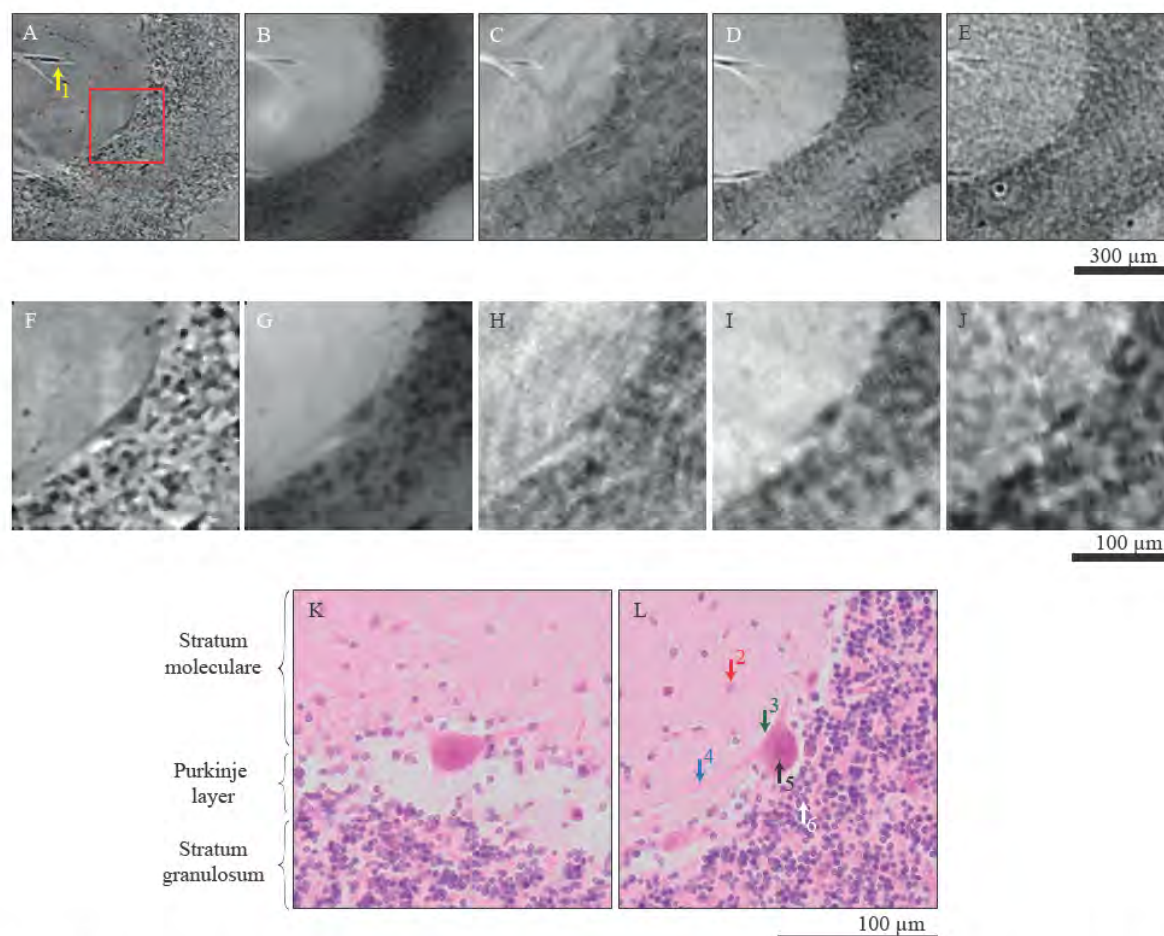 A
B
C
D
E
1
300 µm
F
G
H
I
J
100 µm
K
L
Stratum
moleculare
Purkinje
layer
Stratum
granulosum
2
3
4
5
6
100 µm